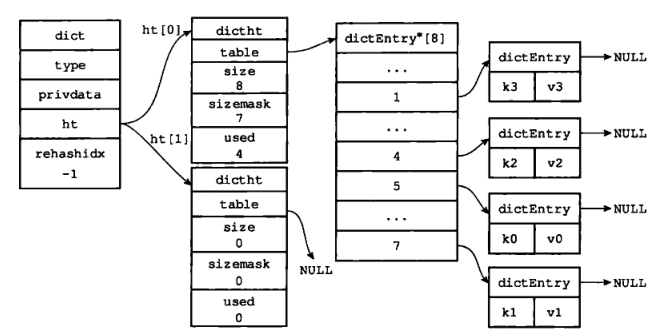 dict
type
privdata
ht
rehashidx
-1
ht[0]
dictht
table
size
8
sizemask
7
used
4
ht[1]
dictht
table
size
0
sizemask
0
used
0
NULL
dictEntry*[8]
...
1
...
4
5
...
7
dictEntry
k3 v3
NULL
dictEntry
k2 v2
NULL
dictEntry
k0 v0
NULL
dictEntry
k1 v1
NULL